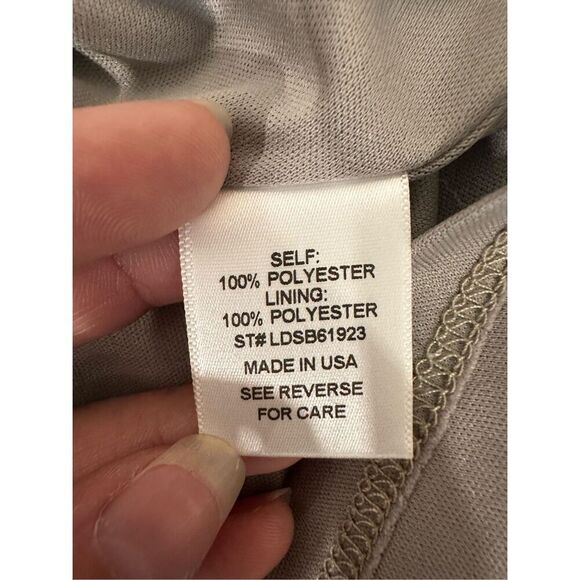 SELF:
100% POLYESTER
LINING:
100% POLYESTER
ST# LDSB61923
MADE IN USA
SEE REVERSE
FOR CARE